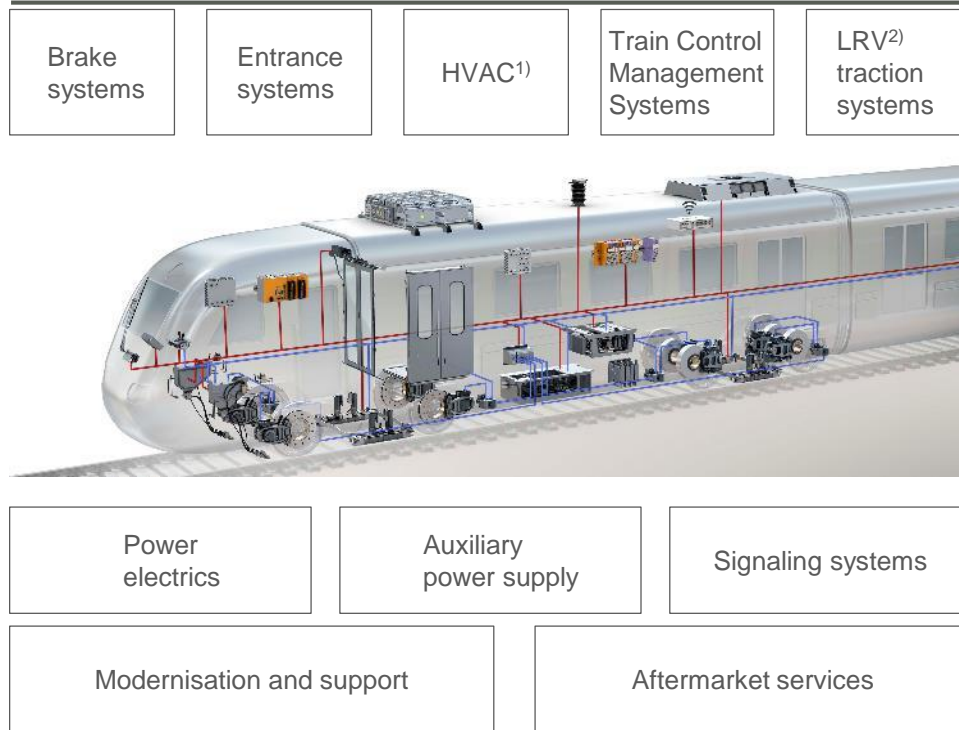 Brake
systems
Entrance
systems
HVAC1)
Train Control
Management
Systems
LRV2)
traction
systems
Power
electrics
Auxiliary
power supply
Signaling systems
Modernisation and support
Aftermarket services